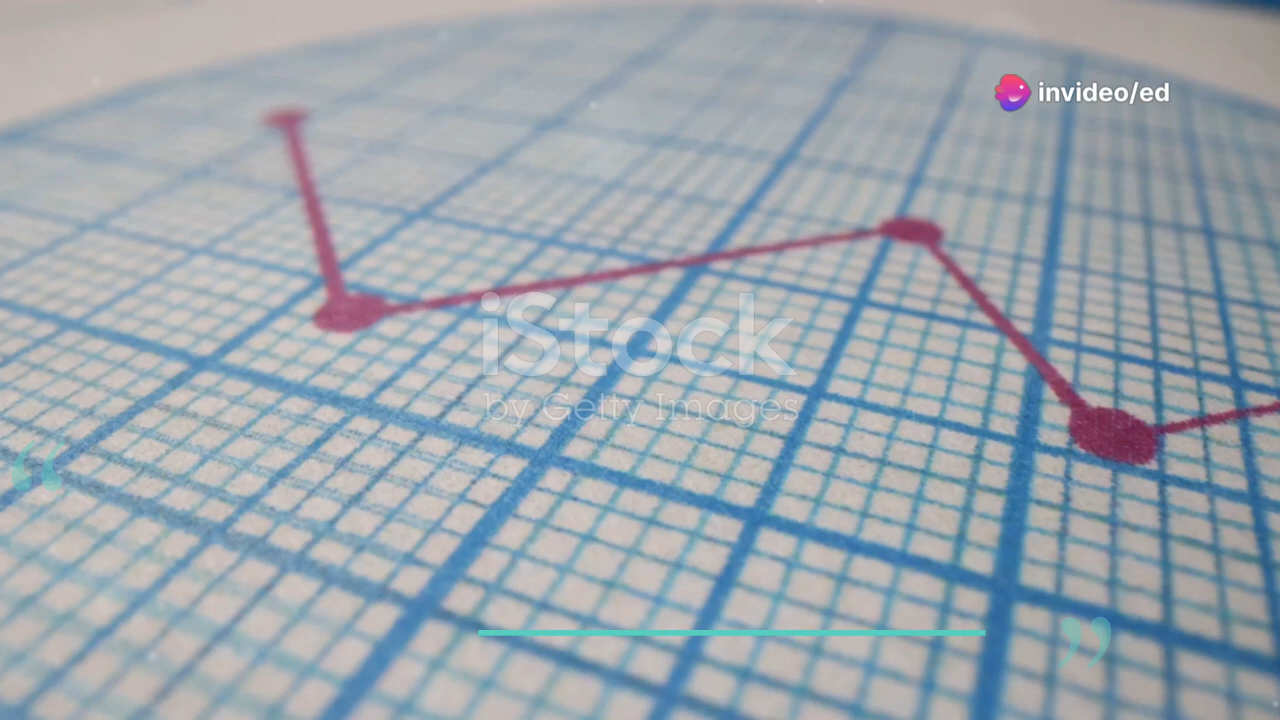 invideo/ed
iStock
by Getty Images
“
”